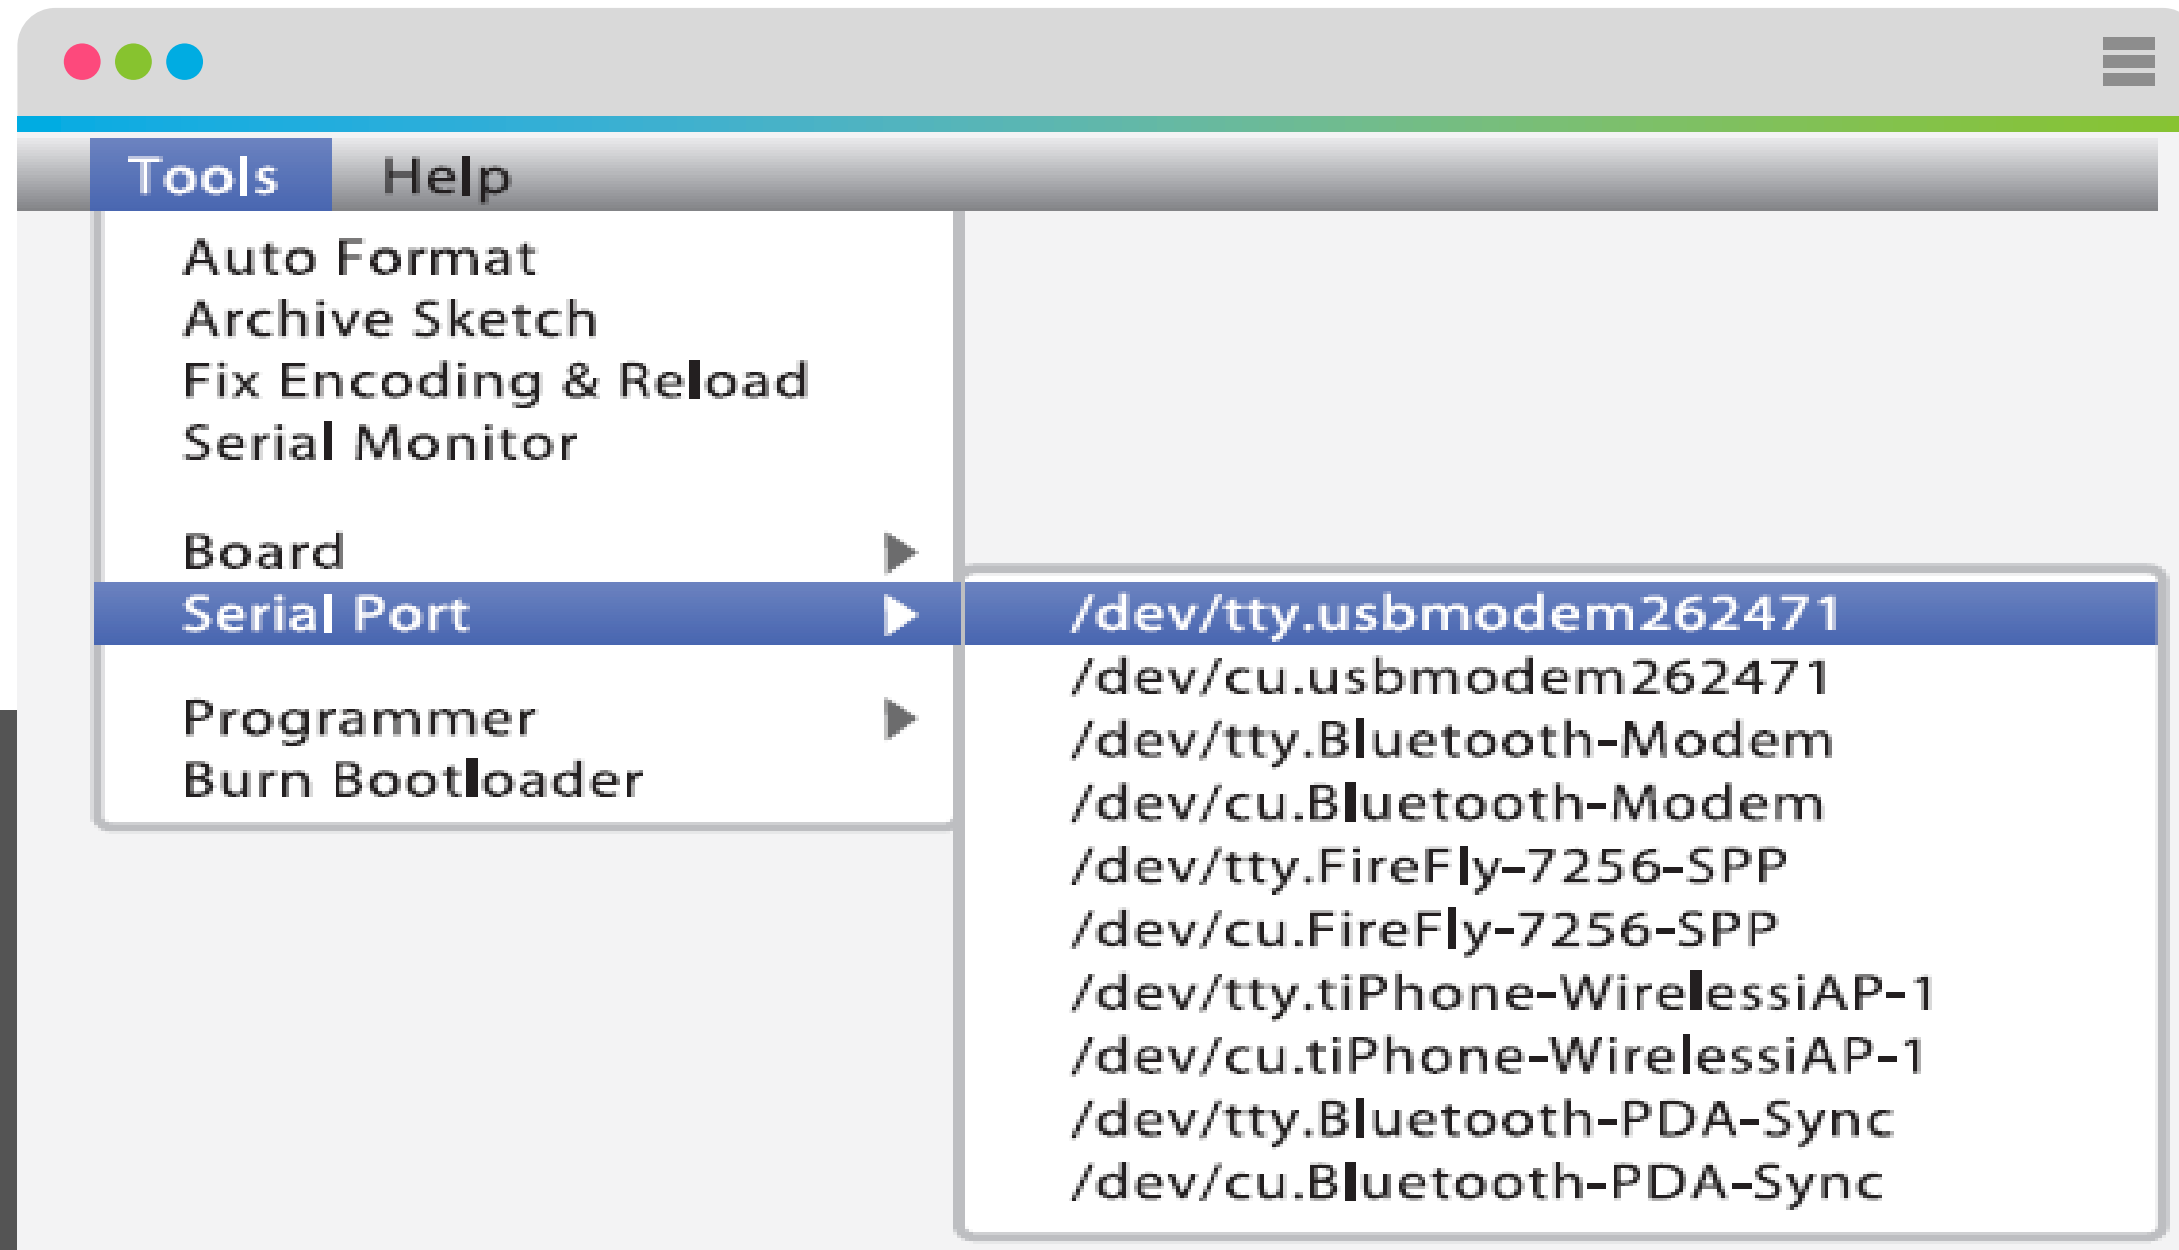 Tools Help
Auto Format
Archive Sketch
Fix Encoding & Reload
Serial Monitor
Board
Serial Port
Programmer
Burn Bootloader
/dev/tty.usbmodem262471
/dev/cu.usbmodem262471
/dev/tty.Bluetooth-Modem
/dev/cu.Bluetooth-Modem
/dev/tty.FireFly-7256-SPP
/dev/cu.FireFly-7256-SPP
/dev/tty.tiPhone-WirelessiAP-1
/dev/cu.tiPhone-WirelessiAP-1
/dev/tty.Bluetooth-PDA-Sync
/dev/cu.Bluetooth-PDA-Sync